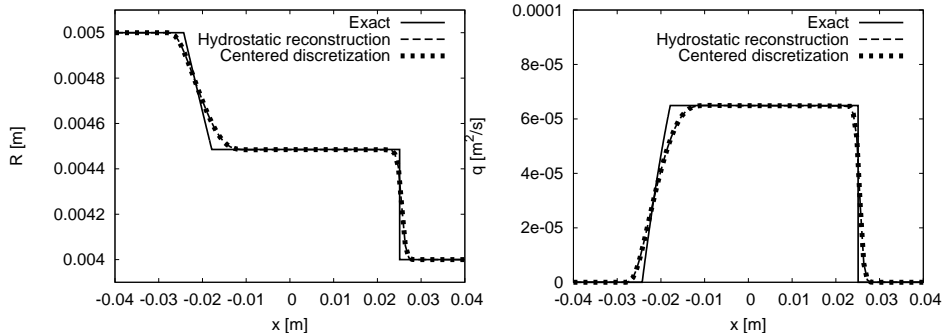 Exact
Hydrostatic reconstruction
Centered discretization
0.005
0.0048
0.0046
0.0044
0.0042
0.004
R [m]
-0.04 -0.03 -0.02 -0.01 0 0.01 0.02 0.03 0.04
x [m]
Exact
Hydrostatic reconstruction
Centered discretization
0.0001
8e-05
6e-05
4e-05
2e-05
0
q [m²/s]
-0.04 -0.03 -0.02 -0.01 0 0.01 0.02 0.03 0.04
x [m]